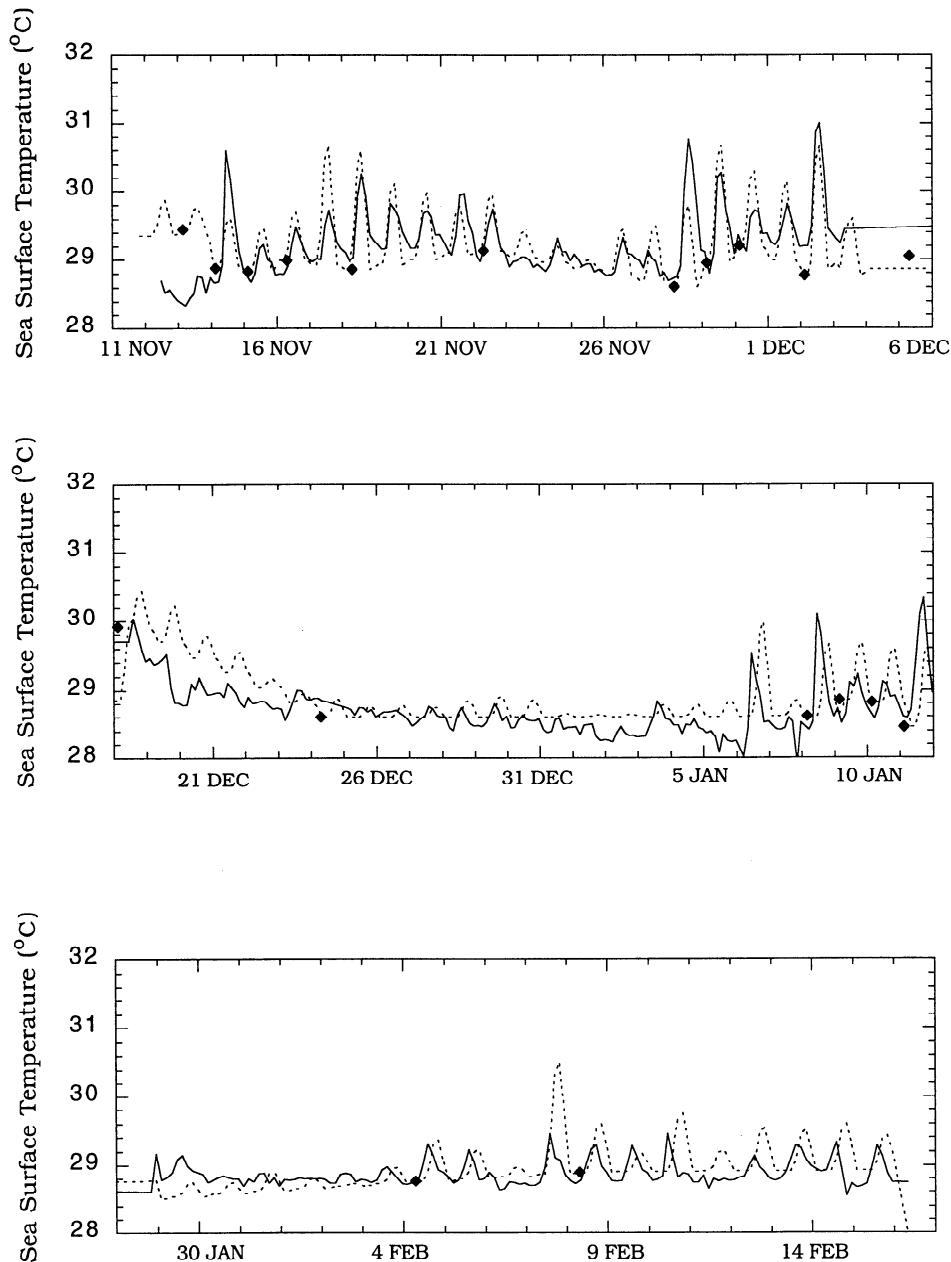 Sea Surface Temperature (°C)
32
31
30
29
28
11 NOV 16 NOV 21 NOV 26 NOV 1 DEC 6 DEC
Sea Surface Temperature (°C)
32
31
30
29
28
21 DEC 26 DEC 31 DEC 5 JAN 10 JAN
Sea Surface Temperature (°C)
32
31
30
29
28
30 JAN 4 FEB 9 FEB 14 FEB